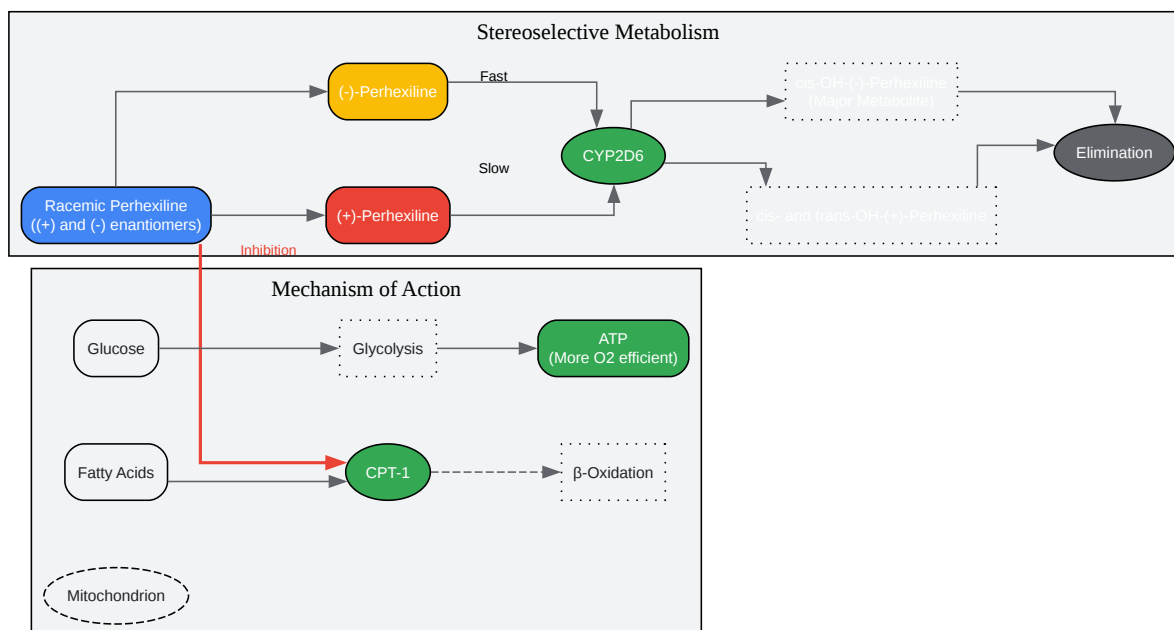 Stereoselective Metabolism
(-)-Perhexiline
Fast
cis-OH-(-)-Perhexiline
(Major Metabolite)
CYP2D6
Elimination
Slow
Racemic Perhexiline
((+) and (-) enantiomers)
(+)-Perhexiline
cis- and trans-OH-(+)-Perhexiline
Inhibition
Mechanism of Action
Glucose
Glycolysis
ATP
(More O2 efficient)
Fatty Acids
CPT-1
β-Oxidation
Mitochondrion